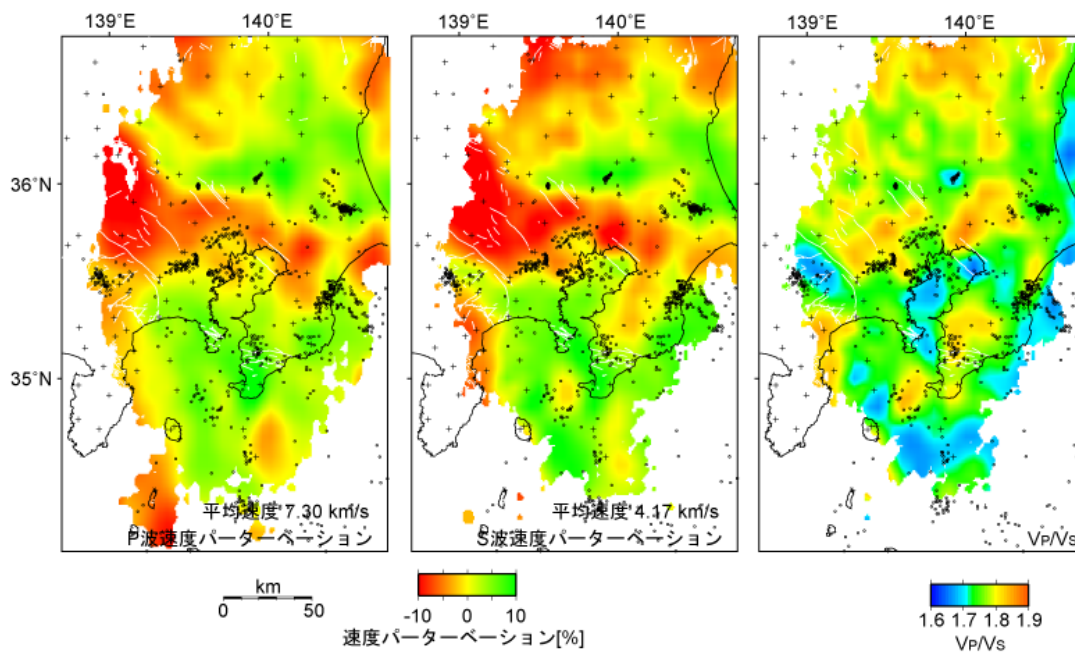 139°E 140°E 139°E 140°E 139°E 140°E
36°N
35°N
平均速度 7.30 km/s
P波速度パーターベーション
平均速度 4.17 km/s
S波速度パーターベーション
VP/VS
km
0 50
-10 0 10
速度パーターベーション[%]
1.6 1.7 1.8 1.9
VP/VS